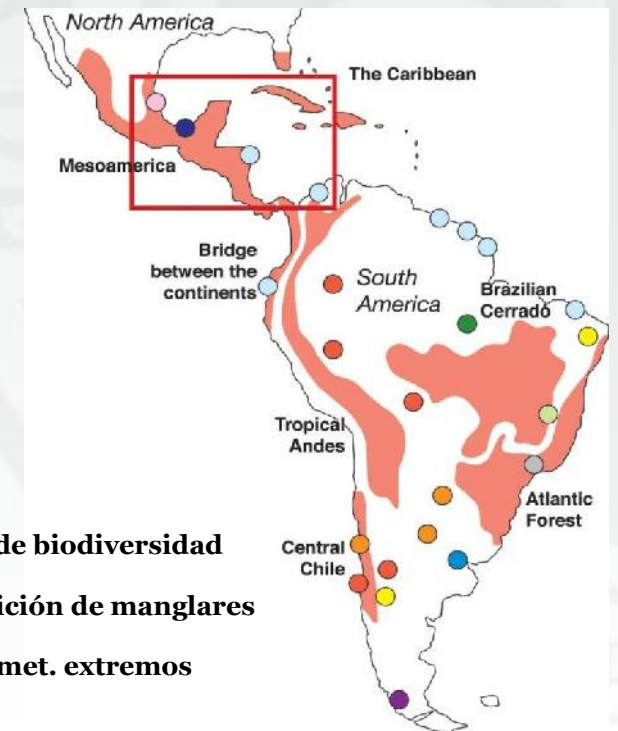 North America
The Caribbean
Mesoamerica
Bridge
between the
continents
South
America
Brazilian
Cerrado
Tropical
Andes
Atlantic
Forest
Central
Chile
de biodiversidad
ición de manglares
met. extremos